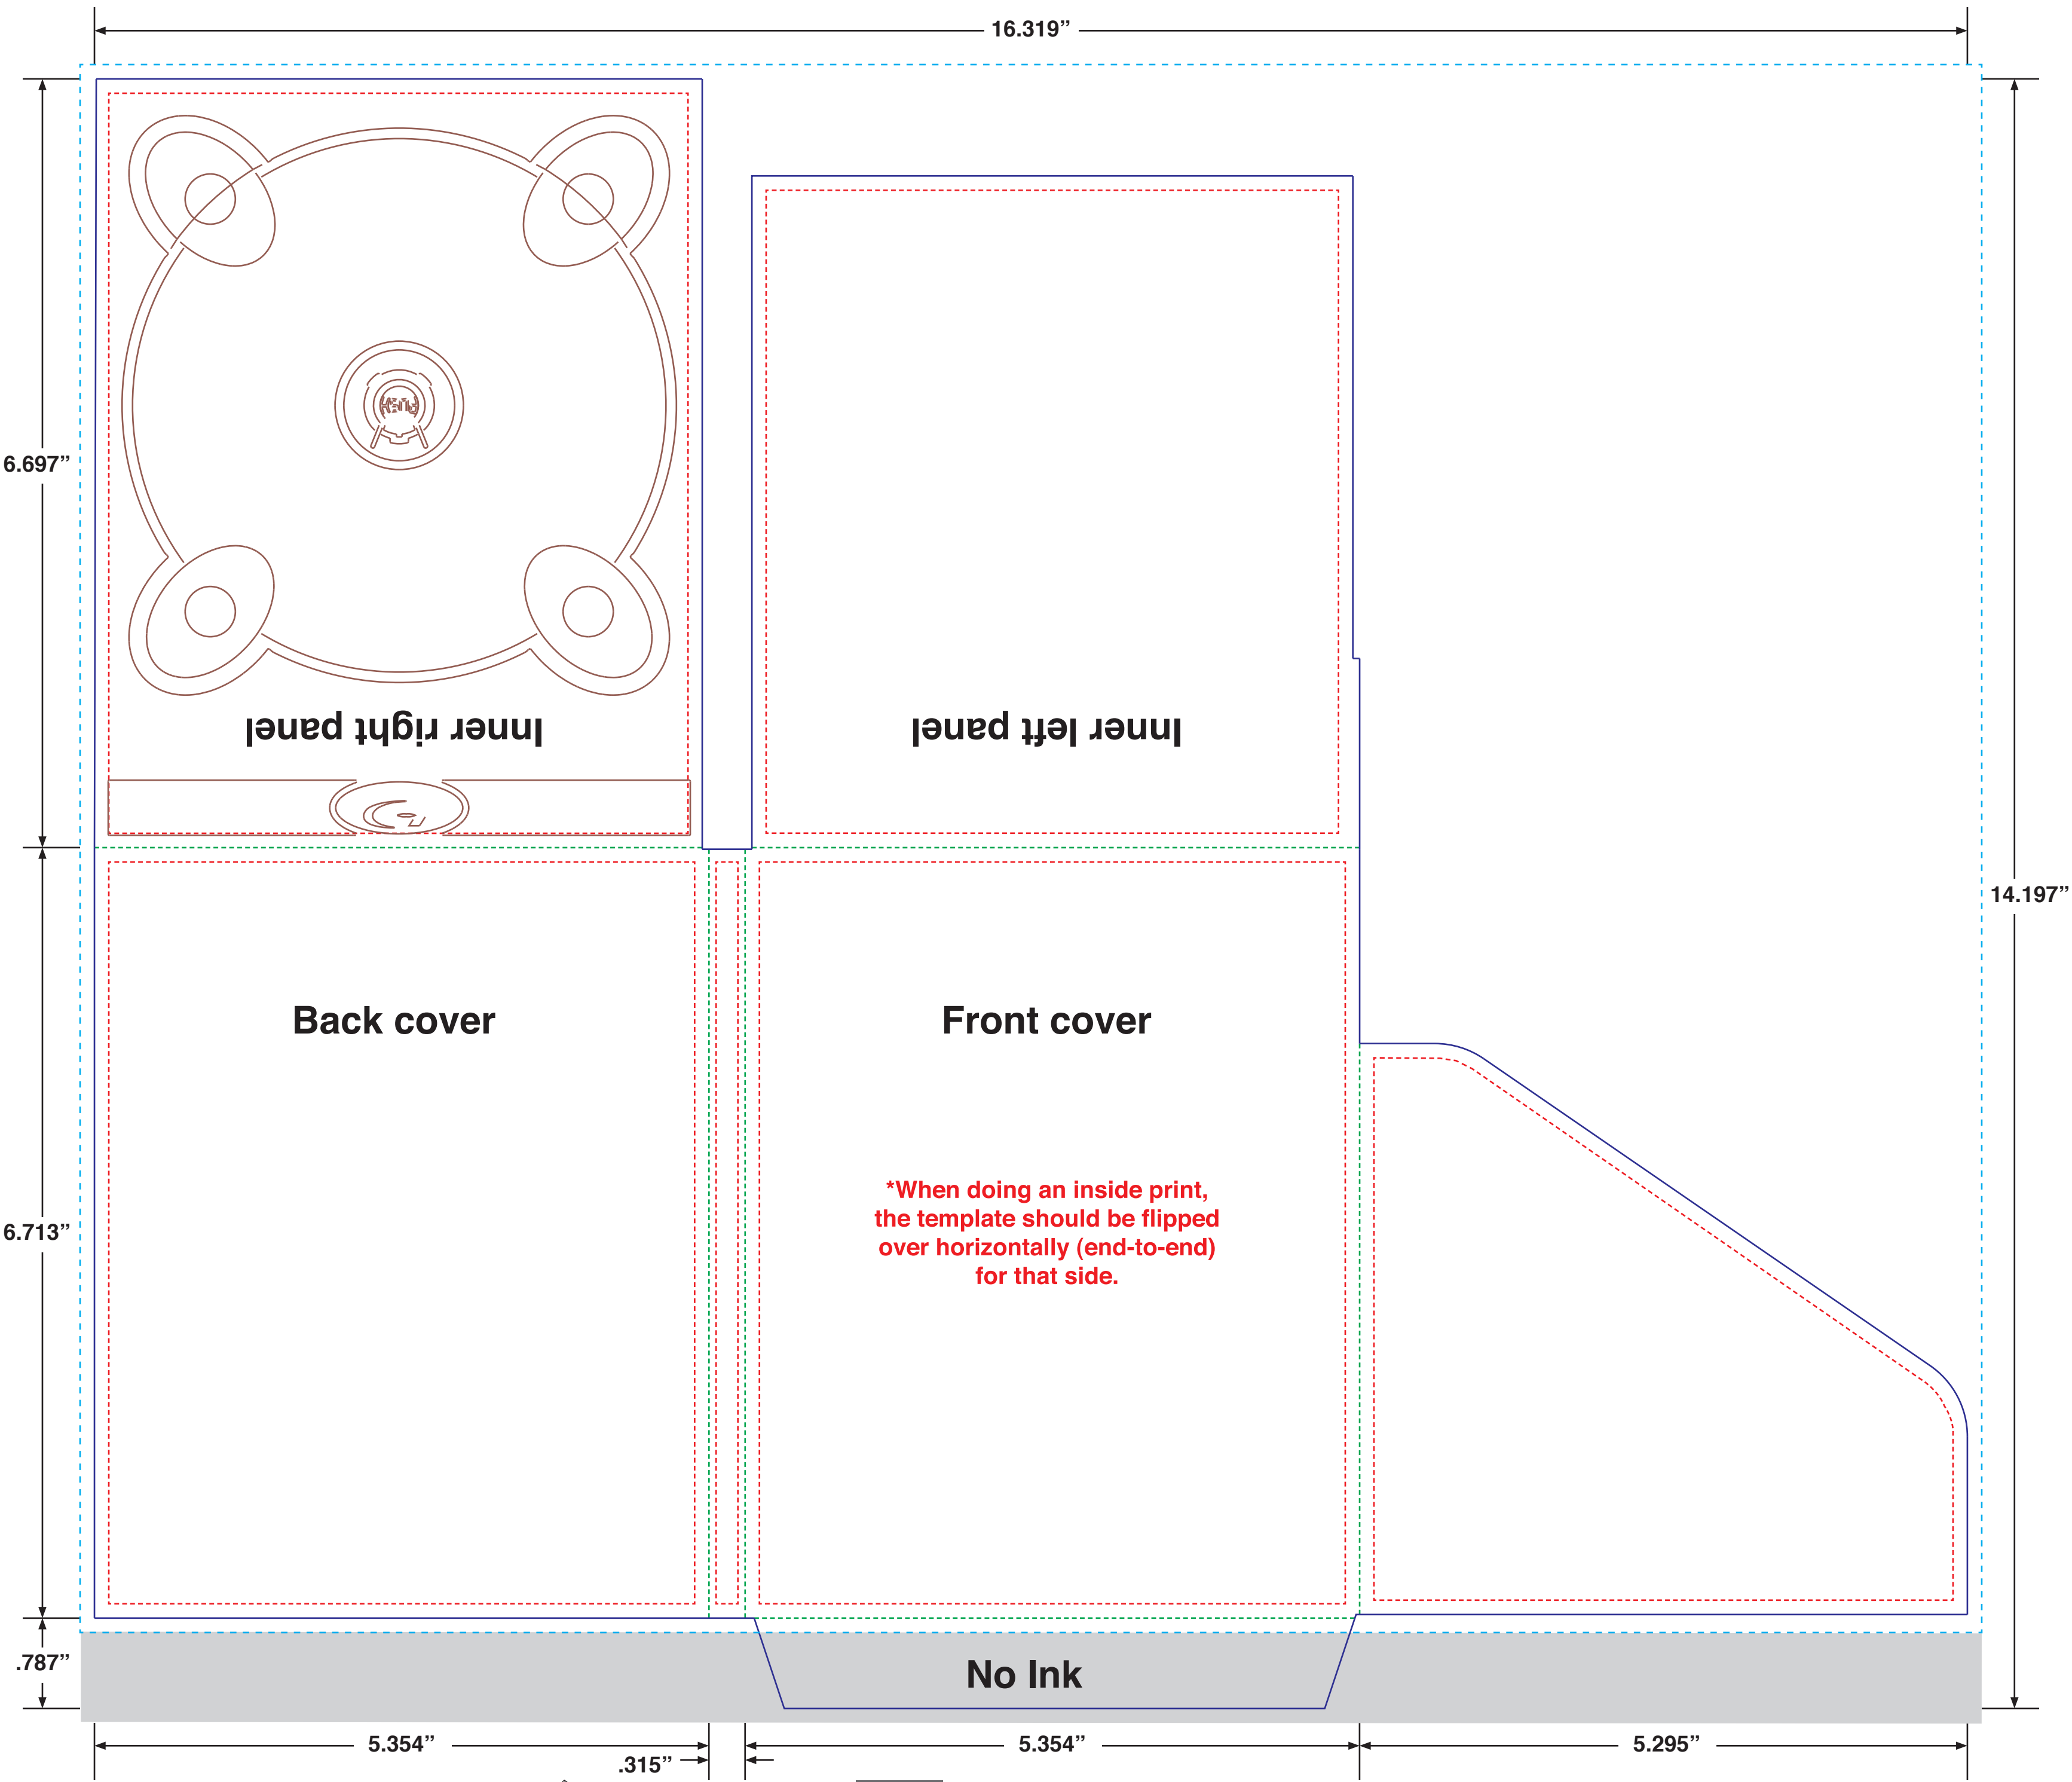 16.319”
6.697”
Inner right panel
Inner left panel
14.197”
Back cover
Front cover
*When doing an inside print,
the template should be flipped
over horizontally (end-to-end)
for that side.
6.713”
.787”
No Ink
5.354”
.315”
5.354”
5.295”